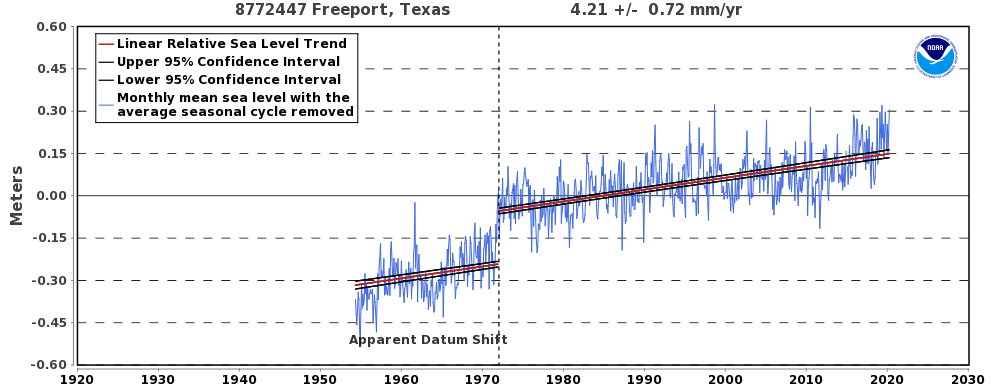 8772447 Freeport, Texas 4.21 +/- 0.72 mm/yr
0.60
Linear Relative Sea Level Trend
Upper 95% Confidence Interval
Lower 95% Confidence Interval
Monthly mean sea level with the
average seasonal cycle removed
NOAA
0.45
0.30
0.15
0.00
-0.15
-0.30
-0.45
-0.60
Meters
Apparent Datum Shift
1920 1930 1940 1950 1960 1970 1980 1990 2000 2010 2020 2030